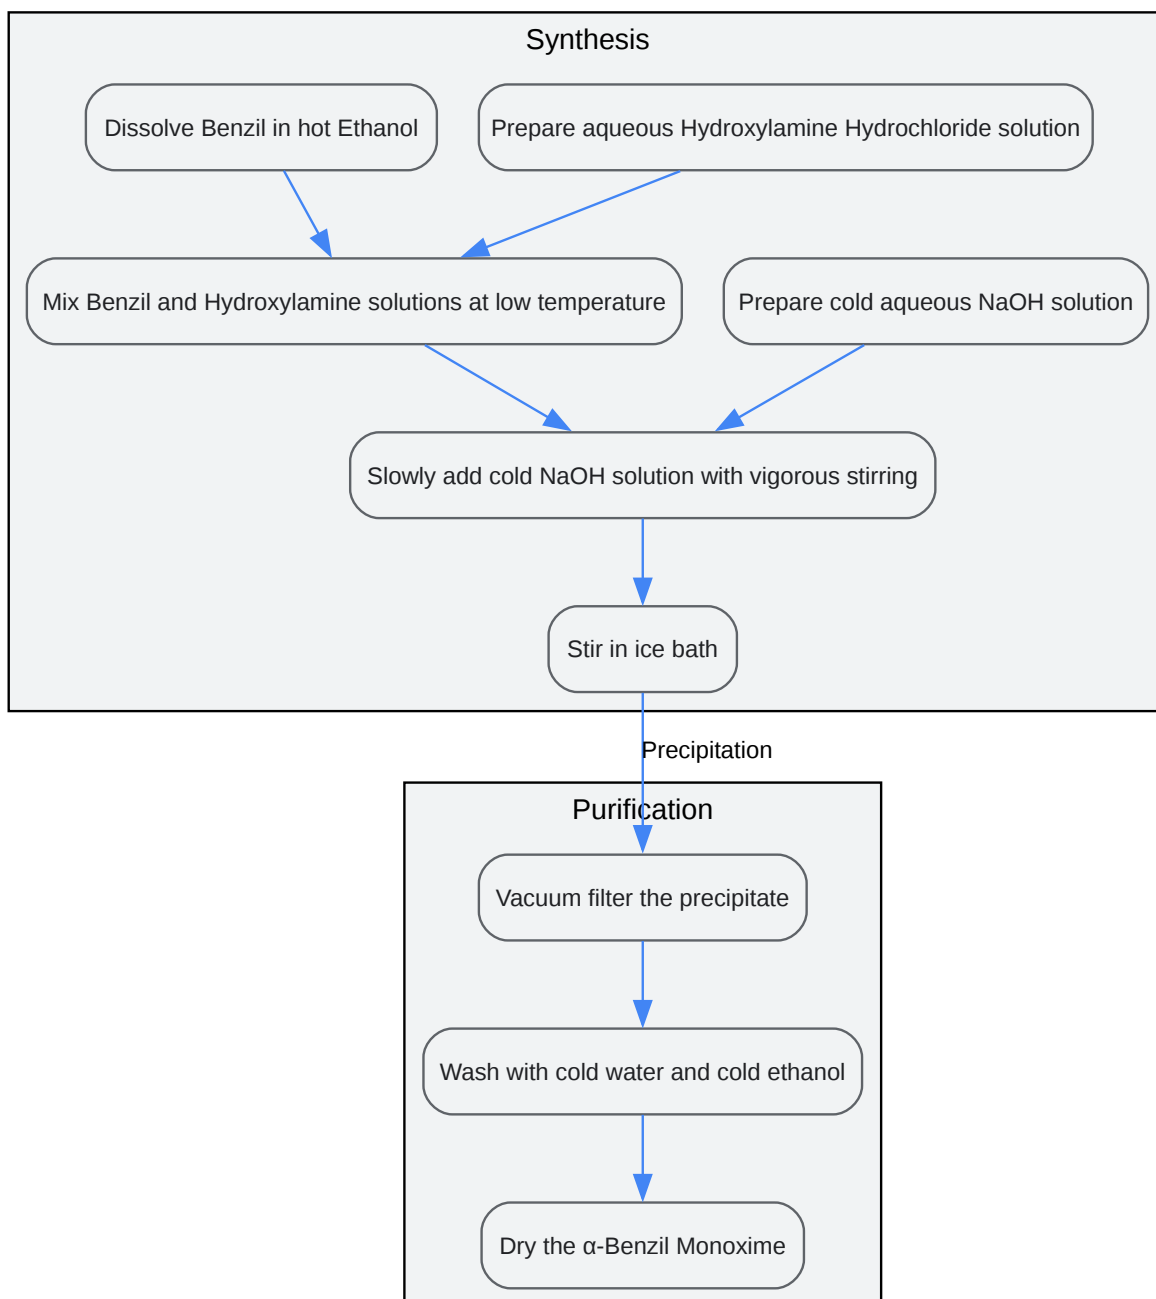 Synthesis
Dissolve Benzil in hot Ethanol
Prepare aqueous Hydroxylamine Hydrochloride solution
Mix Benzil and Hydroxylamine solutions at low temperature
Prepare cold aqueous NaOH solution
Slowly add cold NaOH solution with vigorous stirring
Stir in ice bath
Precipitation
Purification
Vacuum filter the precipitate
Wash with cold water and cold ethanol
Dry the α-Benzil Monoxime